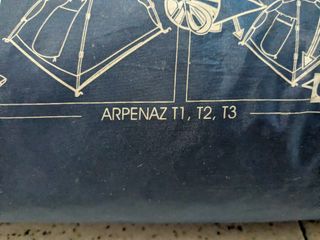 ARPENAZ T1, T2, T3